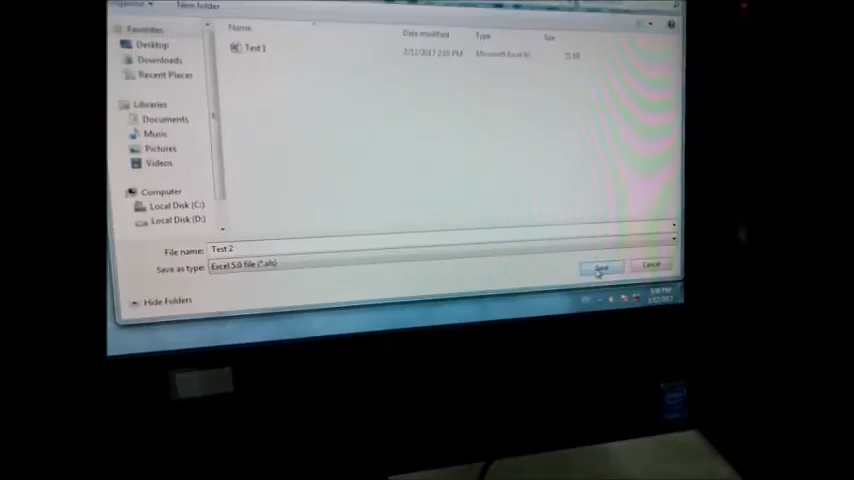 New folder
Favorites
Desktop
Downloads
Recent Places
Libraries
Documents
Music
Pictures
Videos
Computer
Local Disk (C:)
Local Disk (D:)
Name
Date modified
Type
Size
Test 1
File name: Test 2
Save as type: Excel 5.0 file (*.xls)
Save
Cancel
Hide Folders